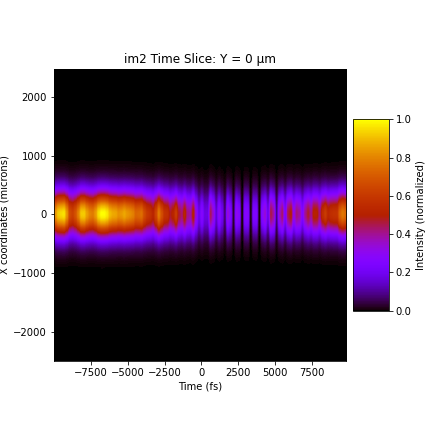 im2 Time Slice: Y = 0 μm
X coordinates (microns)
2000
1000
0
−1000
−2000
−7500 −5000 −2500 0 2500 5000 7500
Time (fs)
1.0
0.8
0.6
0.4
0.2
0.0
Intensity (normalized)